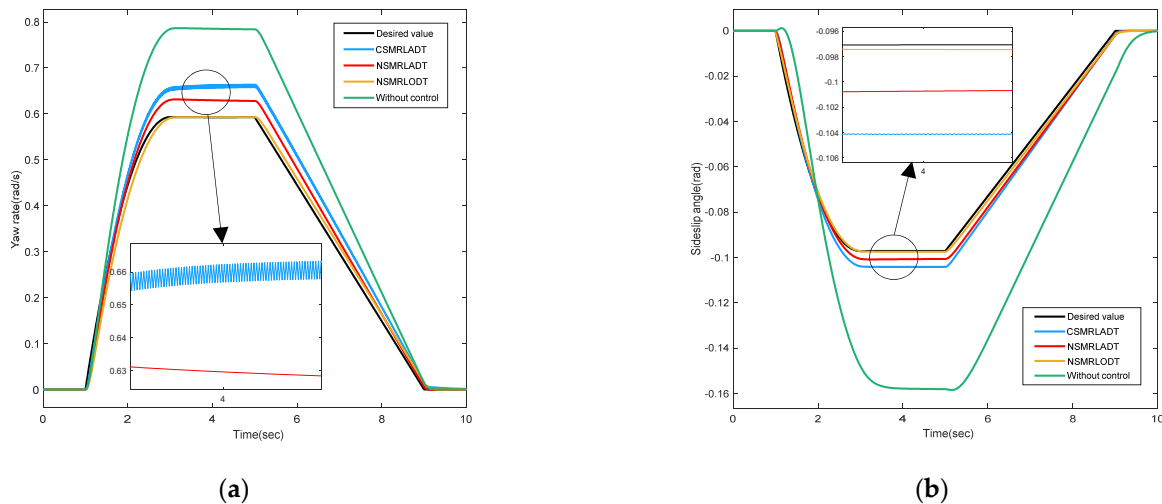 Yaw rate(rad/s)
0.8
0.7
0.6
0.5
0.4
0.3
0.2
0.1
0
0 2 4 6 8 10
Time(sec)
Desired value
CSMRLADT
NSMRLADT
NSMRLODT
Without control
0.66
0.65
0.64
0.63
4
(a)
Sideslip angle(rad)
0
-0.02
-0.04
-0.06
-0.08
-0.1
-0.12
-0.14
-0.16
0 2 4 6 8 10
Time(sec)
-0.096
-0.098
-0.1
-0.102
-0.104
-0.106
4
Desired value
CSMRLADT
NSMRLADT
NSMRLODT
Without control
(b)